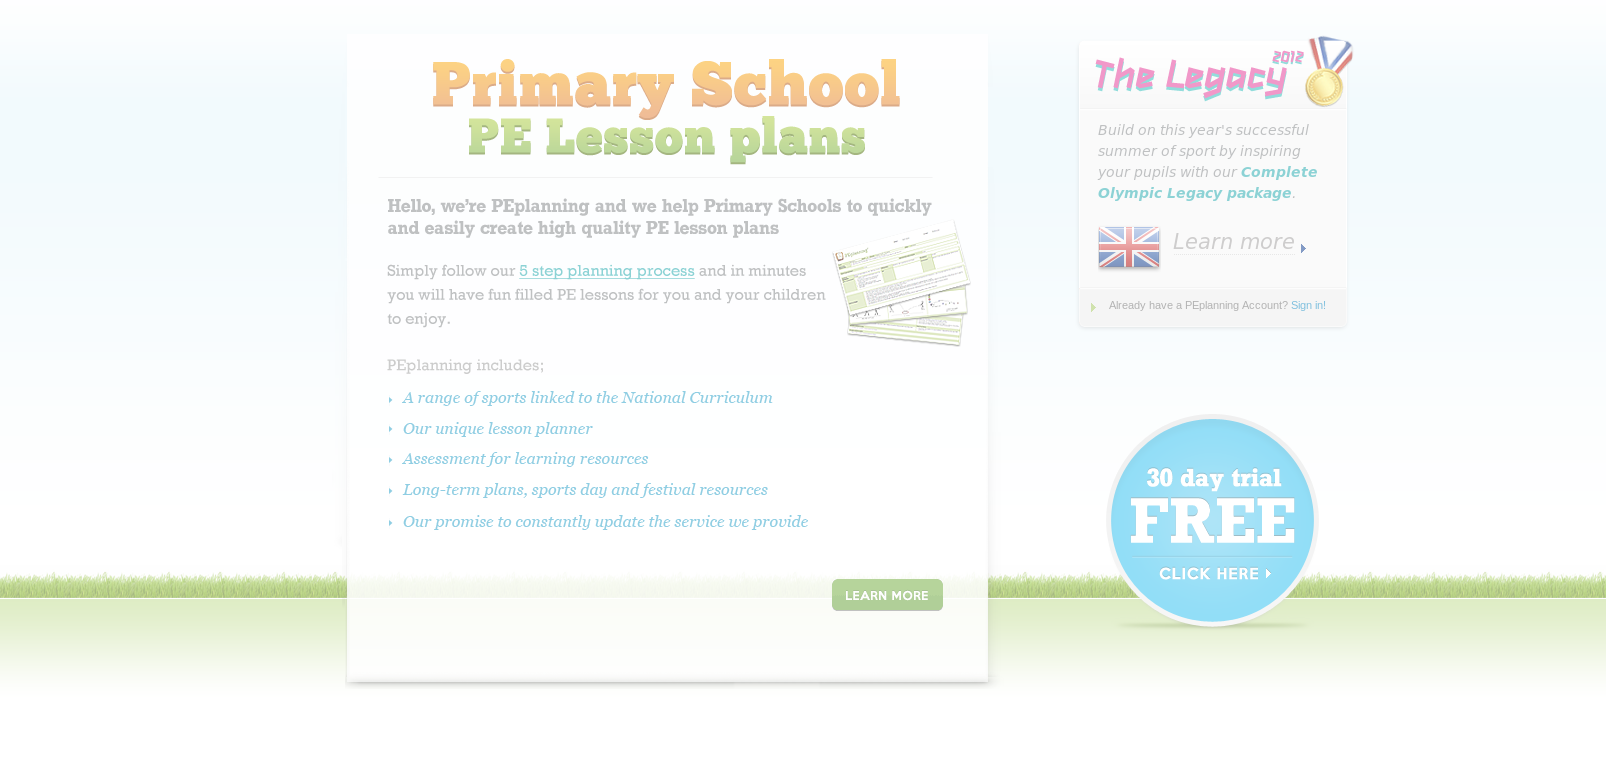 Primary School
PE Lesson plans
Hello, we're PEplanning and we help Primary Schools to quickly
and easily create high quality PE lesson plans
Simply follow our 5 step planning process and in minutes
you will have fun filled PE lessons for you and your children
to enjoy.
PEplanning includes;
A range of sports linked to the National Curriculum
Our unique lesson planner
Assessment for learning resources
Long-term plans, sports day and festival resources
Our promise to constantly update the service we provide
LEARN MORE
The Legacy 2012
Build on this year's successful
summer of sport by inspiring
your pupils with our Complete
Olympic Legacy package.
Learn more
Already have a PEplanning Account? Sign in!
30 day trial
FREE
CLICK HERE